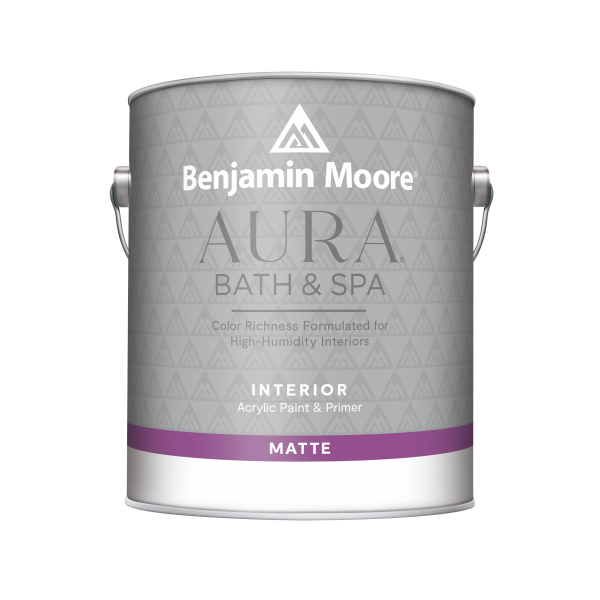 Benjamin Moore®
AURA®
BATH & SPA
Color Richness Formulated for
High-Humidity Interiors
INTERIOR
Acrylic Paint & Primer
MATTE